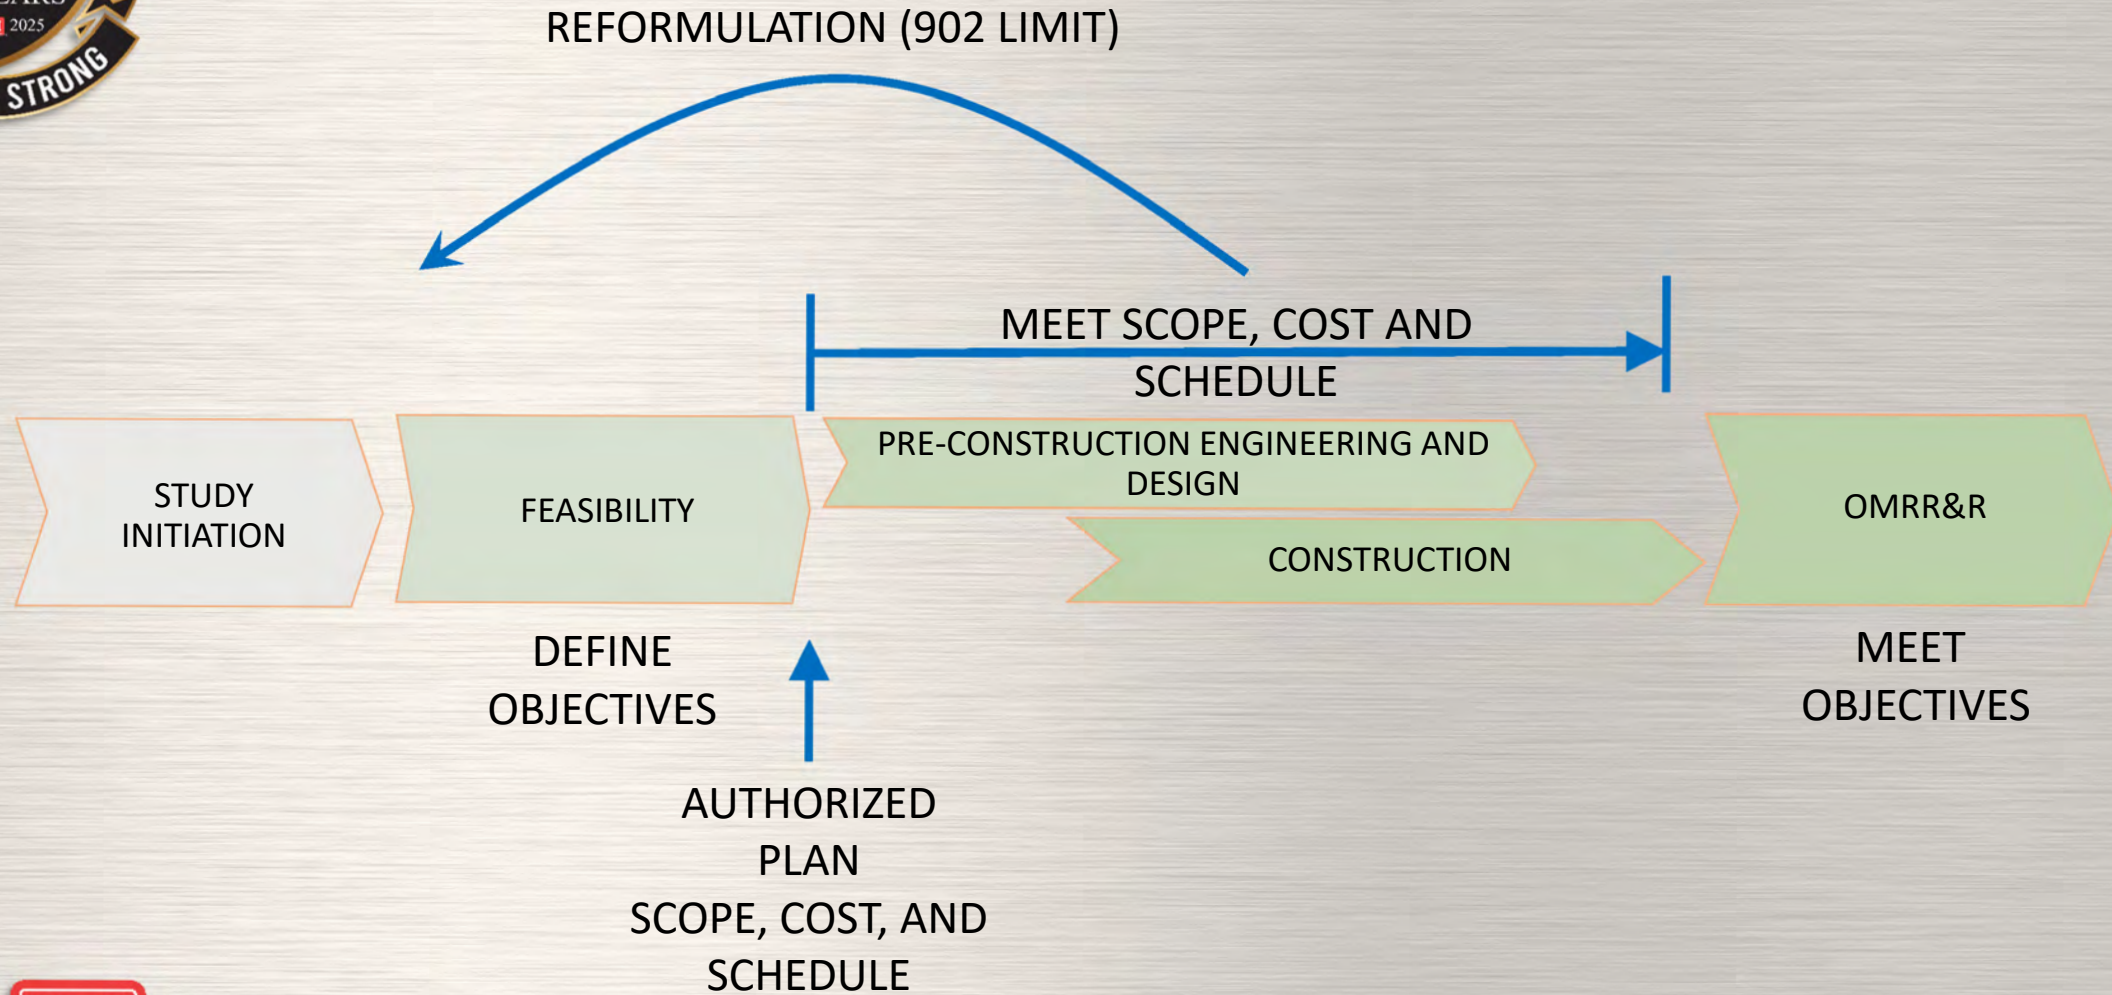 2025
STRONG
REFORMULATION (902 LIMIT)
MEET SCOPE, COST AND
SCHEDULE
STUDY
INITIATION
FEASIBILITY
PRE-CONSTRUCTION ENGINEERING AND
DESIGN
CONSTRUCTION
OMRR&R
DEFINE
OBJECTIVES
MEET
OBJECTIVES
AUTHORIZED
PLAN
SCOPE, COST, AND
SCHEDULE